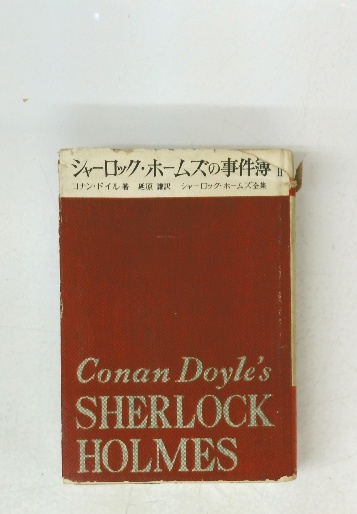 シャーロック・ホームズの事件簿 II
コナン・ドイル著 延原 謙訳 シャーロック・ホームズ全集
Conan Doyle's
SHERLOCK
HOLMES